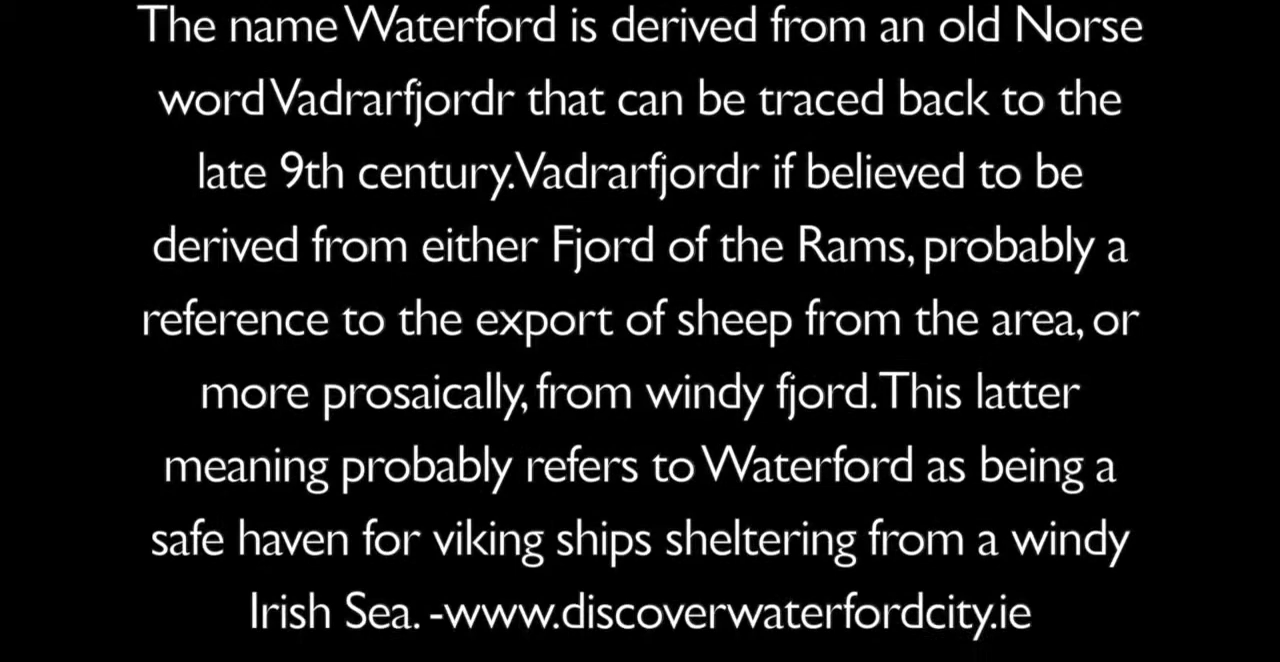 The name Waterford is derived from an old Norse
word Vadrarfjordr that can be traced back to the
late 9th century. Vadrarfjordr if believed to be
derived from either Fjord of the Rams, probably a
reference to the export of sheep from the area, or
more prosaically, from windy fjord. This latter
meaning probably refers to Waterford as being a
safe haven for viking ships sheltering from a windy
Irish Sea. -www.discoverwaterfordcity.ie